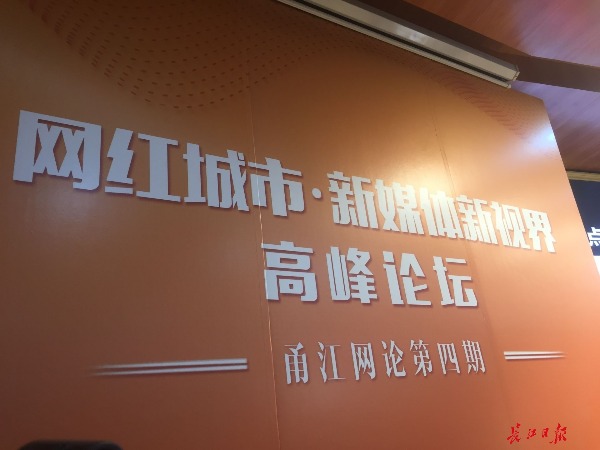 网红城市·新媒体新视界
高峰论坛
甬江网论第四期
点
长江日报